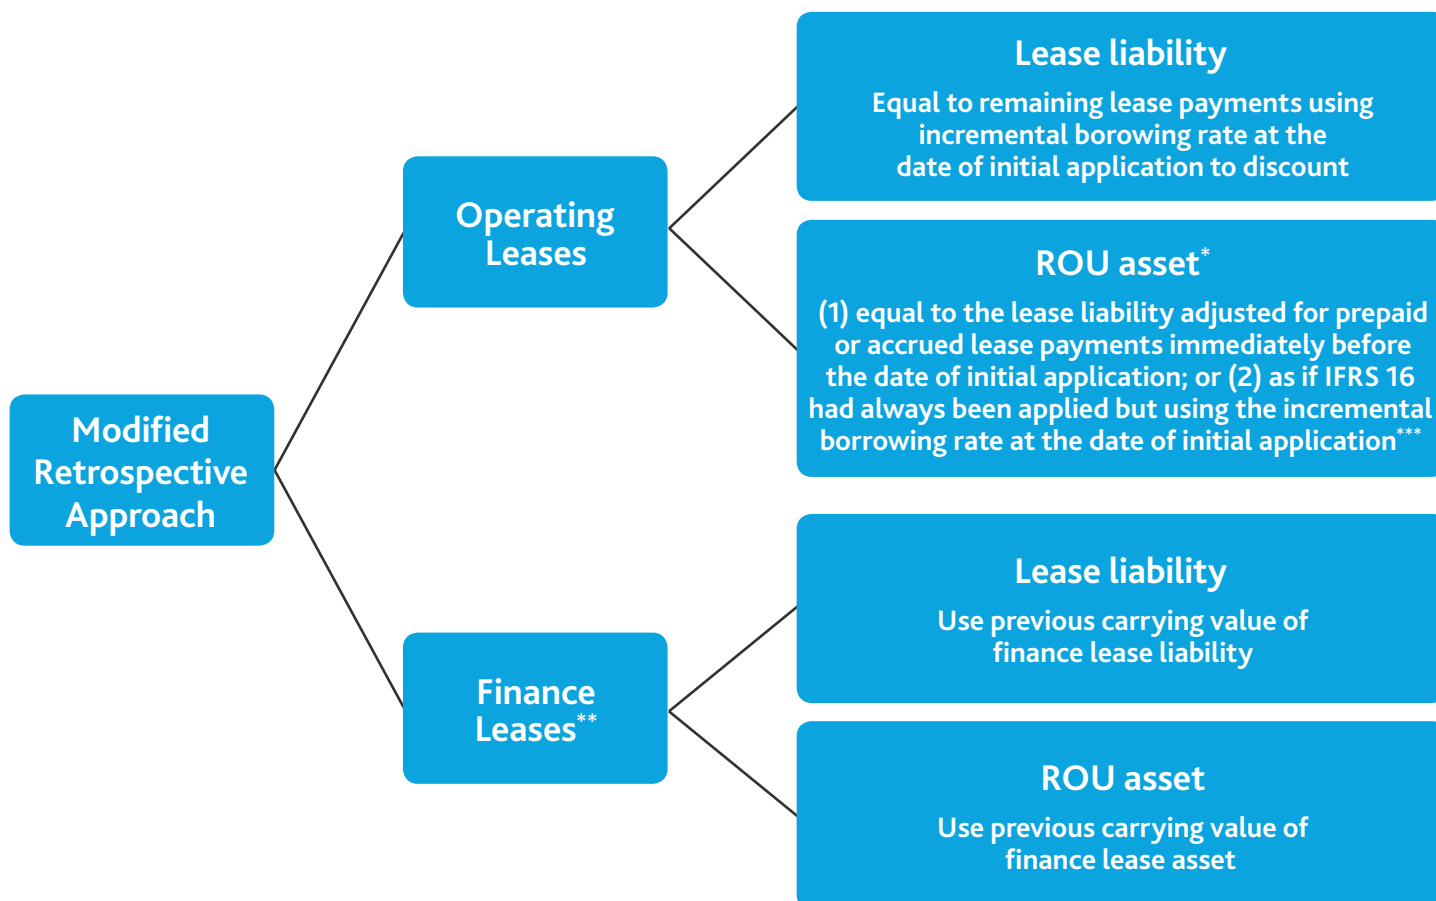 Modified
Retrospective
Approach
Operating
Leases
Lease liability
Equal to remaining lease payments using
incremental borowing rate at the
date of initial application to discount
ROU asset*
(1) equal to the lease liability adjusted for prepaid
or accrued lease payments immediately before
the date of initial application; or (2) as if IFRS 16
had always been applied but using the incremental
borrowing rate at the date of initial application***
Finance
Leases**
Lease liability
Use previous carrying value of
finance lease liability
ROU asset
Use previous carrying value of
finance lease asset